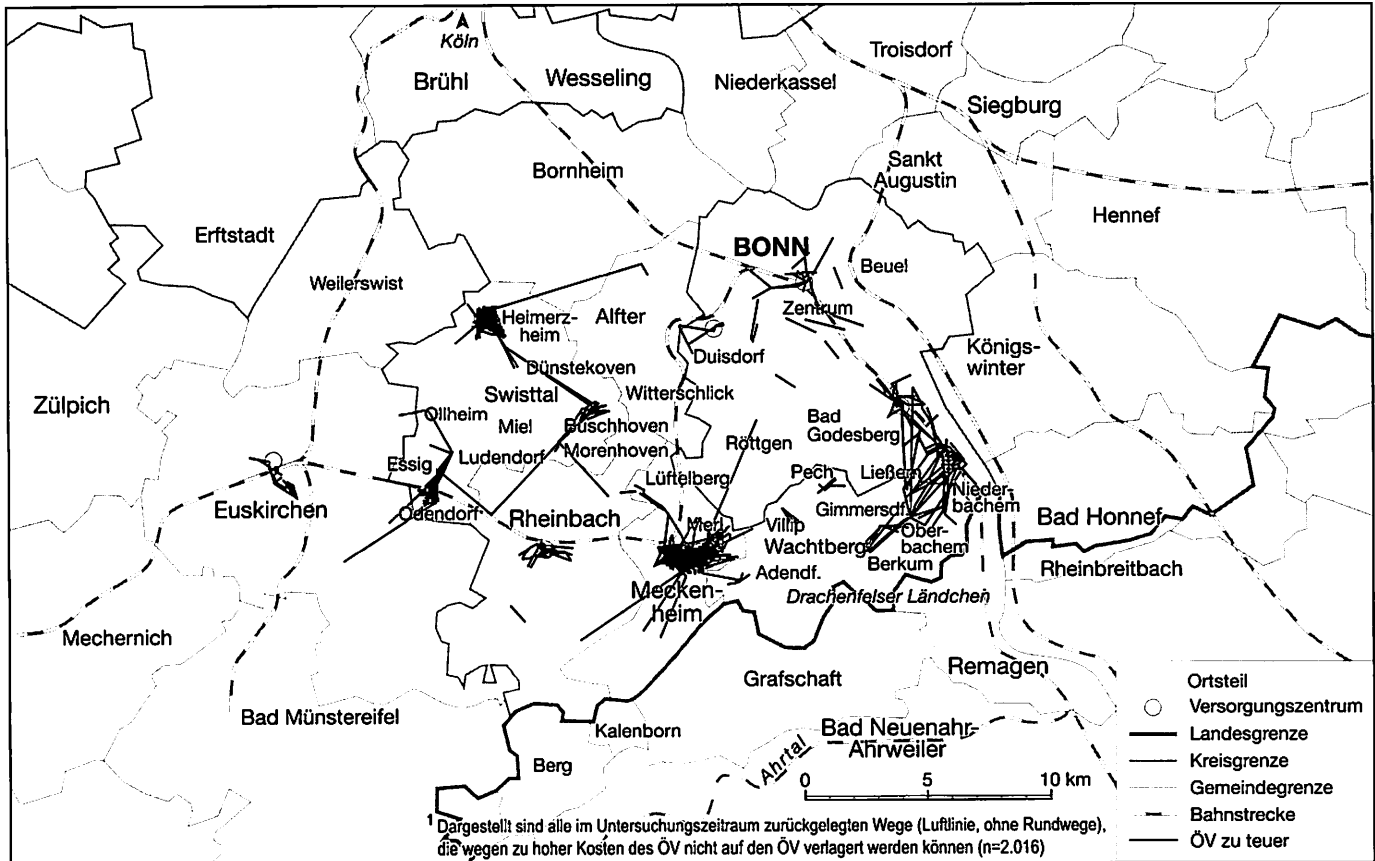 Köln
Brühl
Wesseling
Niederkassel
Troisdorf
Siegburg
Bornheim
Sankt
Augustin
Hennef
Erftstadt
BONN
Beuel
Weilerswist
Zentrum
Heimerz-
heim
Alfter
Duisdorf
Königs-
winter
Dünstekoven
Swisttal
Witterschlick
Zülpich
Ollheim
Miel
Buschhoven
Bad
Godesberg
Morenhoven
Röttgen
Essig
Ludendorf
Lüftelberg
Pech
Ließem
Euskirchen
Odendorf
Rheinbach
Gimmersdf.
Nieder-
bachem
Merl
Villip
Wachtberg
Ober-
bachem
Bad Honnef
Berkum
Adendf.
Rheinbreitbach
Mecken-
heim
Drachenfelser Ländchen
Mechernich
Remagen
Grafschaft
Bad Münstereifel
Kalenborn
Bad Neuenahr-
Ahrweiler
Berg
Ahrtal
0 5 10 km
Ortsteil
Versorgungszentrum
Landesgrenze
Kreisgrenze
Gemeindegrenze
Bahnstrecke
ÖV zu teuer
1 Dargestellt sind alle im Untersuchungszeitraum zurückgelegten Wege (Luftlinie, ohne Rundwege),
die wegen zu hoher Kosten des ÖV nicht auf den ÖV verlagert werden können (n=2.016)